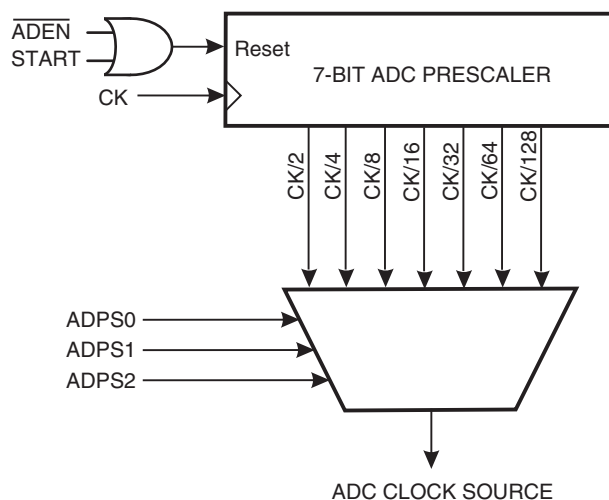 ADEN
START
Reset
7-BIT ADC PRESCALER
CK
CK/2
CK/4
CK/8
CK/16
CK/32
CK/64
CK/128
ADPS0
ADPS1
ADPS2
ADC CLOCK SOURCE